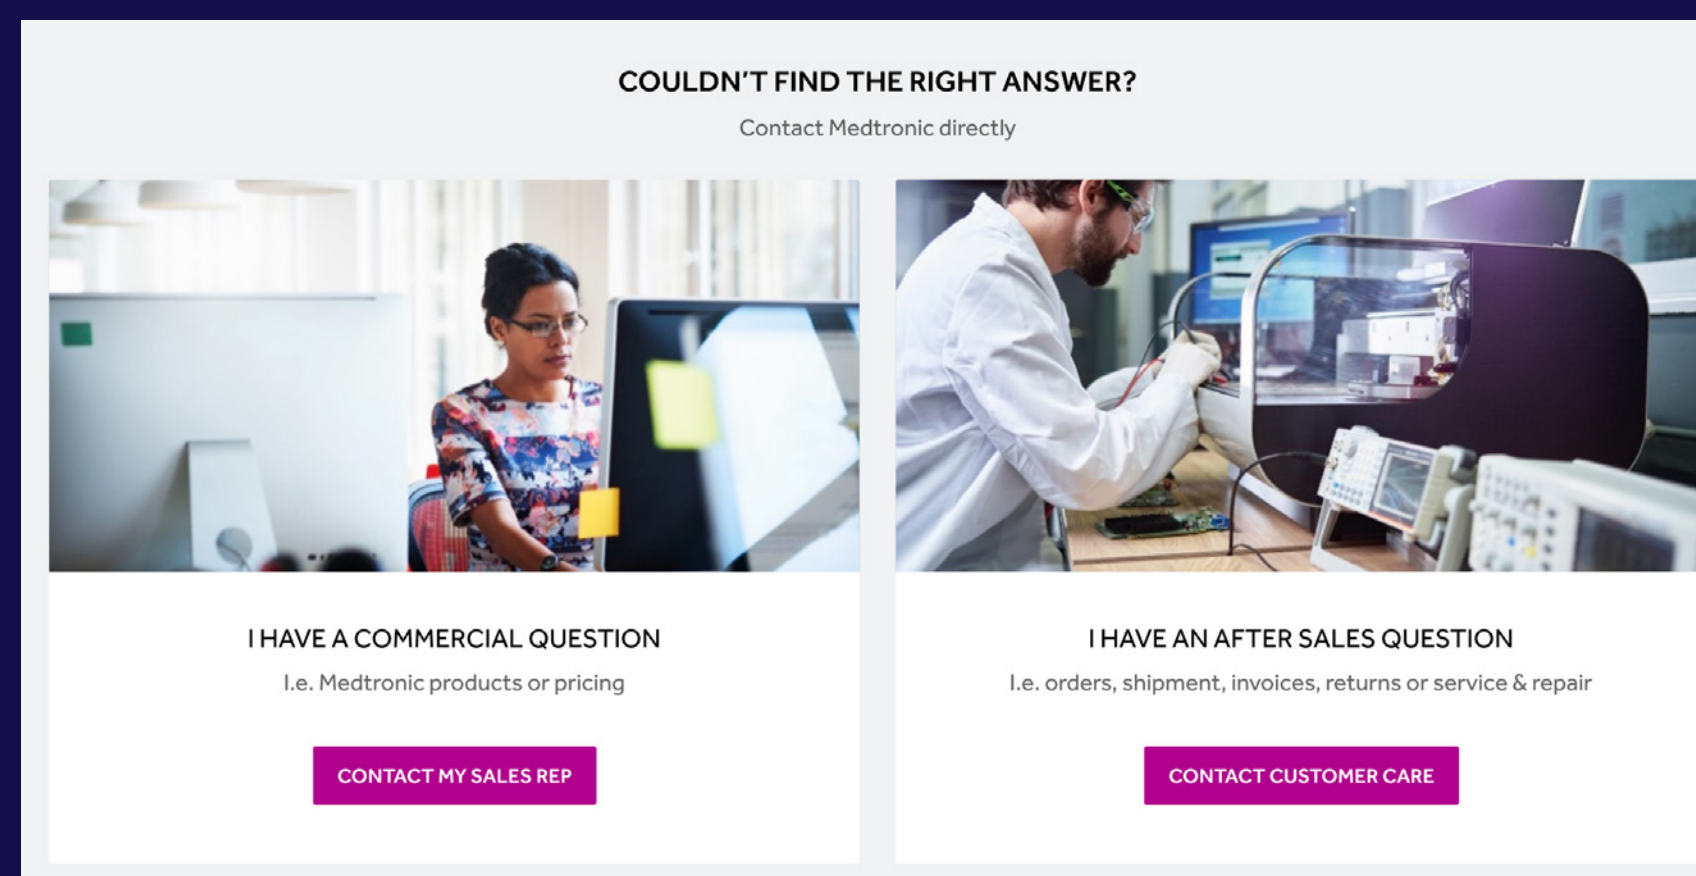 COULDN'T FIND THE RIGHT ANSWER?
Contact Medtronic directly
I HAVE A COMMERCIAL QUESTION
I.e. Medtronic products or pricing
CONTACT MY SALES REP
I HAVE AN AFTER SALES QUESTION
I.e. orders, shipment, invoices, returns or service & repair
CONTACT CUSTOMER CARE